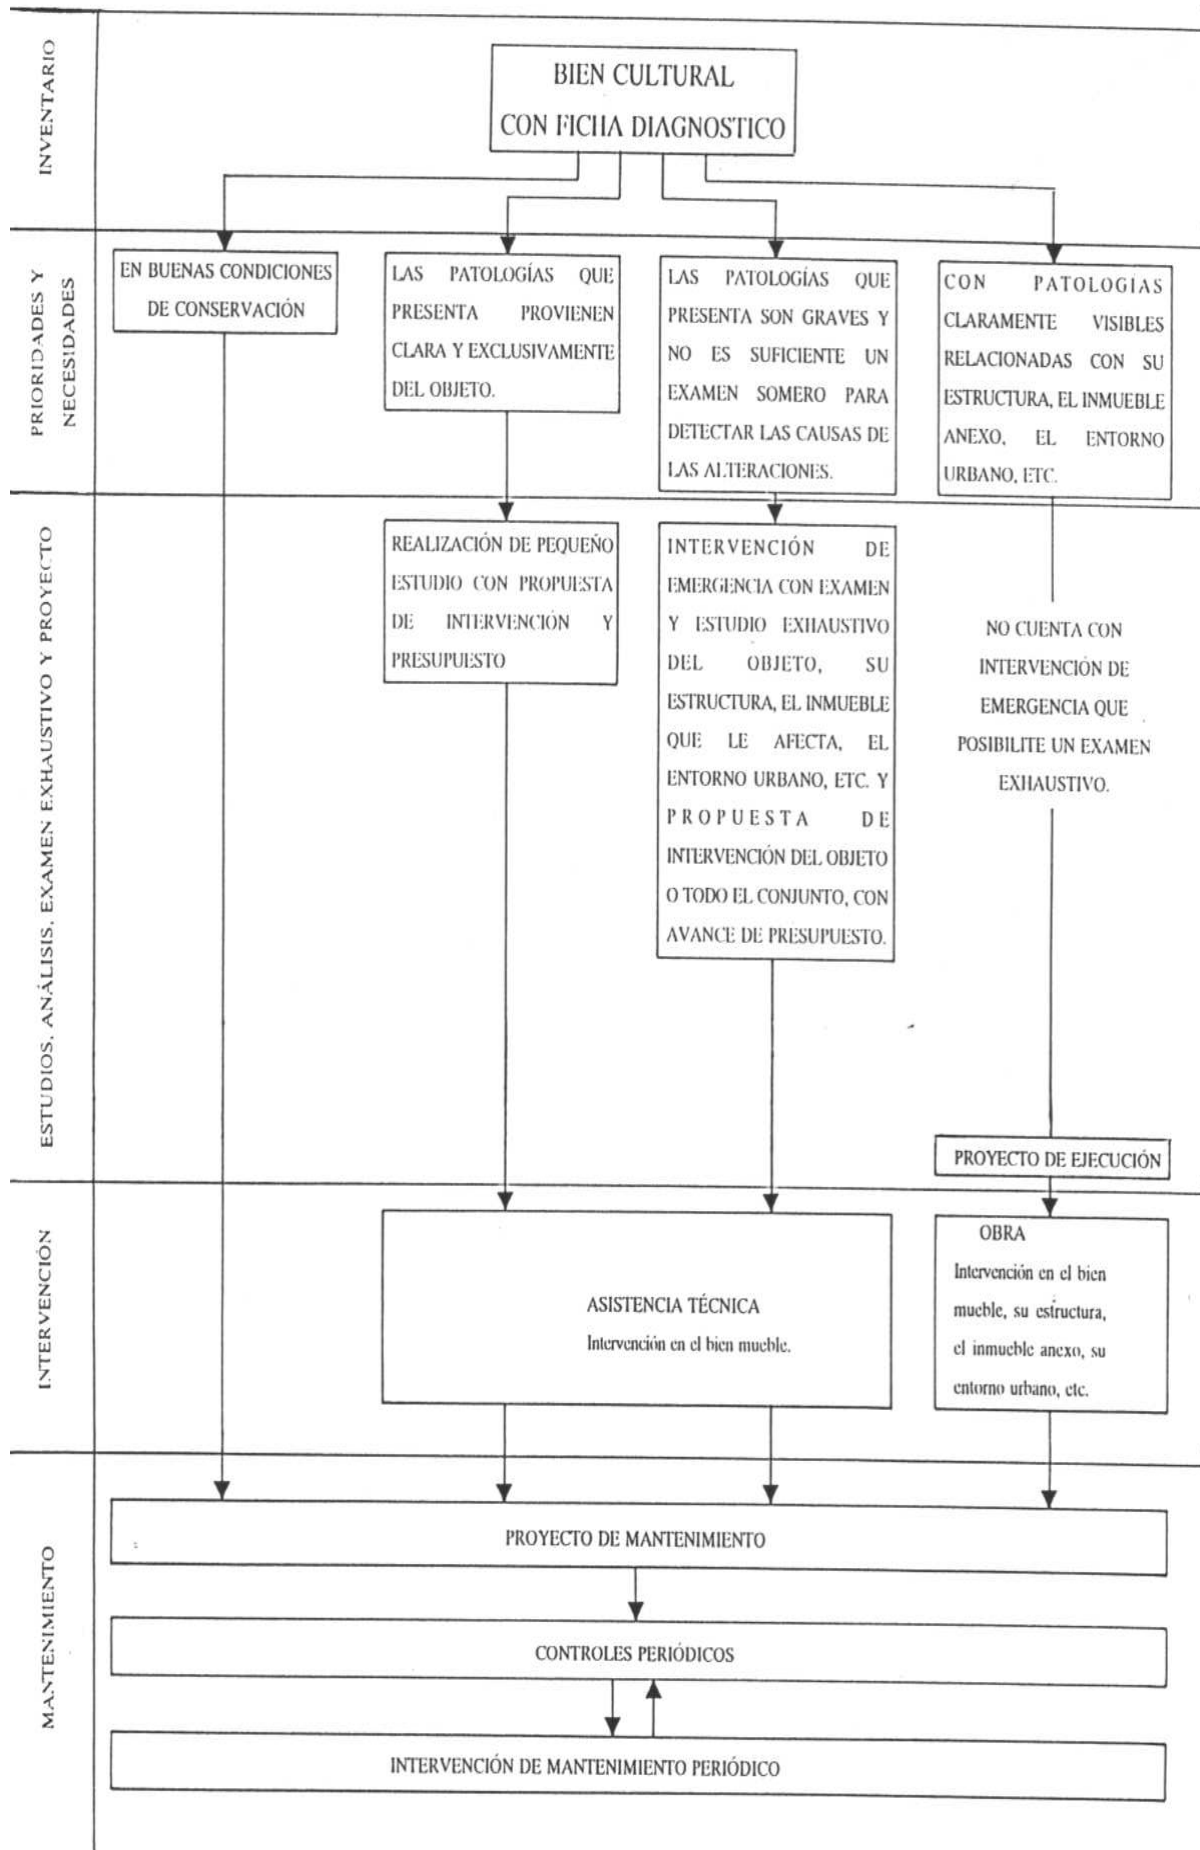 INVENTARIO
BIEN CULTURAL
CON FICHA DIAGNOSTICO
PRIORIDADES Y
NECESIDADES
EN BUENAS CONDICIONES
DE CONSERVACIÓN
LAS PATOLOGÍAS QUE
PRESENTA PROVIENEN
CLARA Y EXCLUSIVAMENTE
DEL OBJETO.
LAS PATOLOGÍAS QUE
PRESENTA SON GRAVES Y
NO ES SUFICIENTE UN
EXAMEN SOMERO PARA
DETECTAR LAS CAUSAS DE
LAS ALTERACIONES.
CON PATOLOGÍAS
CLARAMENTE VISIBLES
RELACIONADAS CON SU
ESTRUCTURA, EL INMUEBLE
ANEXO, EL ENTORNO
URBANO, ETC.
ESTUDIOS, ANÁLISIS, EXAMEN EXHAUSTIVO Y PROYECTO
REALIZACIÓN DE PEQUEÑO
ESTUDIO CON PROPUESTA
DE INTERVENCIÓN Y
PRESUPUESTO
INTERVENCIÓN DE
EMERGENCIA CON EXAMEN
Y ESTUDIO EXHAUSTIVO
DEL OBJETO, SU
ESTRUCTURA, EL INMUEBLE
QUE LE AFECTA, EL
ENTORNO URBANO, ETC. Y
PROPUESTA DE
INTERVENCIÓN DEL OBJETO
O TODO EL CONJUNTO, CON
AVANCE DE PRESUPUESTO.
NO CUENTA CON
INTERVENCIÓN DE
EMERGENCIA QUE
POSIBILITE UN EXAMEN
EXHAUSTIVO.
PROYECTO DE EJECUCIÓN
INTERVENCIÓN
ASISTENCIA TÉCNICA
Intervención en el bien mueble.
OBRA
Intervención en el bien
mueble, su estructura,
el inmueble anexo, su
entorno urbano, etc.
MANTENIMIENTO
PROYECTO DE MANTENIMIENTO
CONTROLES PERIÓDICOS
INTERVENCIÓN DE MANTENIMIENTO PERIÓDICO